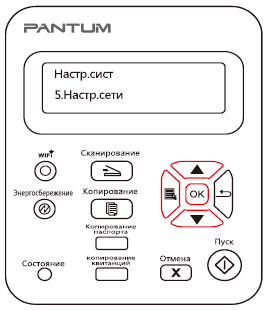 PANTUM
Настр.сист
5.Настр.сети
WiFi
Сканирование
Энергосбережение
Копирование
OK
Копирование
паспорта
Пуск
Состояние
копирование
квитанций
Отмена
X